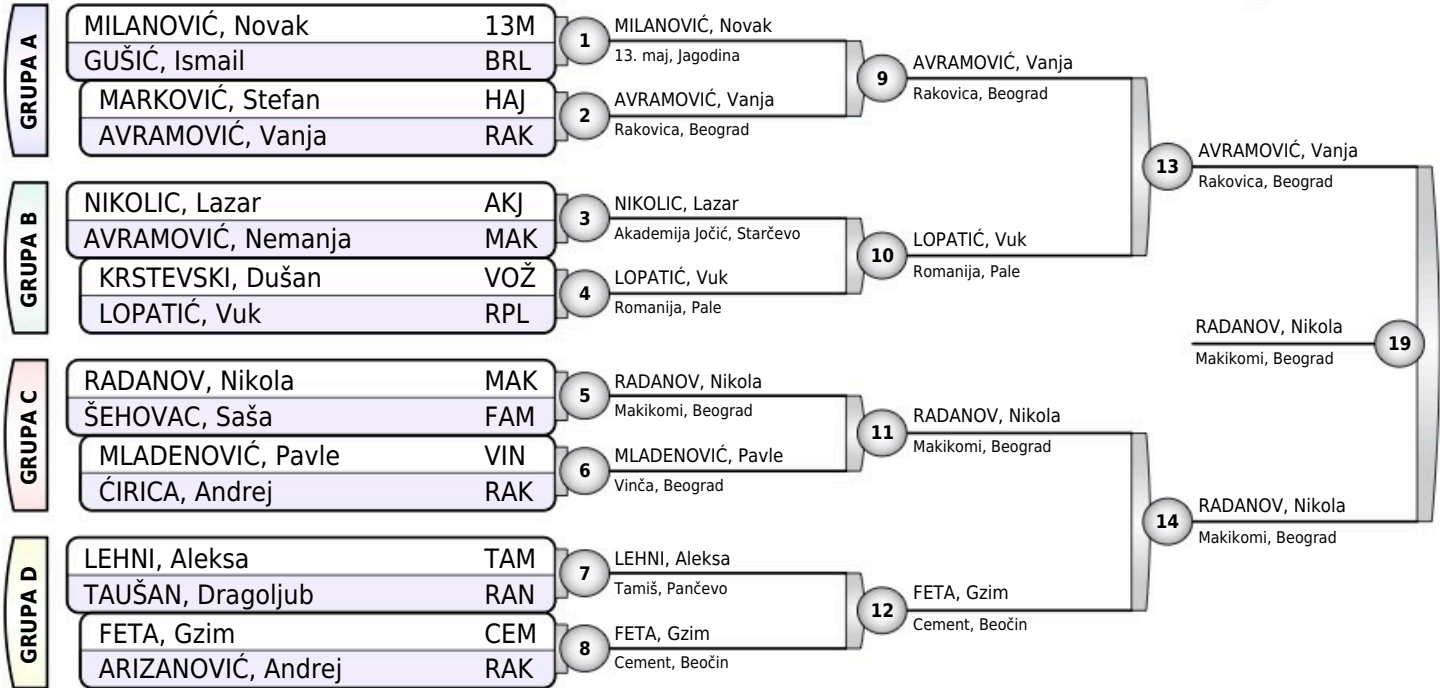 GRUPA A
MILANOVIĆ, Novak 13M
GUŠIĆ, Ismail BRL
MARKOVIĆ, Stefan HAJ
AVRAMOVIĆ, Vanja RAK
GRUPA B
NIKOLIC, Lazar AKJ
AVRAMOVIĆ, Nemanja MAK
KRSTEVSKI, Dušan VOŽ
LOPATIĆ, Vuk RPL
GRUPA C
RADANOV, Nikola MAK
ŠEHOVAC, Saša FAM
MLADENOVIĆ, Pavle VIN
ĆIRICA, Andrej RAK
GRUPA D
LEHNI, Aleksa TAM
TAUŠAN, Dragoljub RAN
FETA, Gzim CEM
ARIZANOVIĆ, Andrej RAK
1
MILANOVIĆ, Novak
13. maj, Jagodina
2
AVRAMOVIĆ, Vanja
Rakovica, Beograd
3
NIKOLIC, Lazar
Akademija Jočić, Starčevo
4
LOPATIĆ, Vuk
Romanija, Pale
5
RADANOV, Nikola
Makikomi, Beograd
6
MLADENOVIĆ, Pavle
Vinča, Beograd
7
LEHNI, Aleksa
Tamiš, Pančevo
8
FETA, Gzim
Cement, Beočin
9
AVRAMOVIĆ, Vanja
Rakovica, Beograd
10
LOPATIĆ, Vuk
Romanija, Pale
11
RADANOV, Nikola
Makikomi, Beograd
12
FETA, Gzim
Cement, Beočin
13
AVRAMOVIĆ, Vanja
Rakovica, Beograd
14
RADANOV, Nikola
Makikomi, Beograd
RADANOV, Nikola
Makikomi, Beograd
19